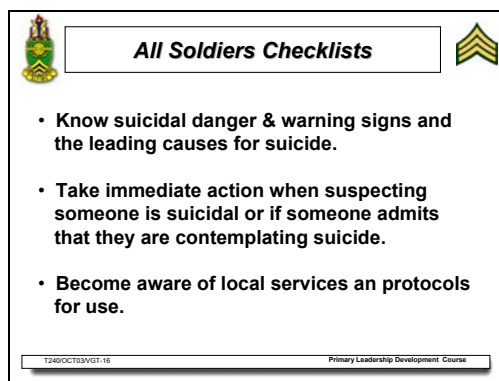 All Soldiers Checklists
• Know suicidal danger & warning signs and
the leading causes for suicide.
• Take immediate action when suspecting
someone is suicidal or if someone admits
that they are contemplating suicide.
• Become aware of local services an protocols
for use.
T240/OCT03/VGT-16
Primary Leadership Development Course